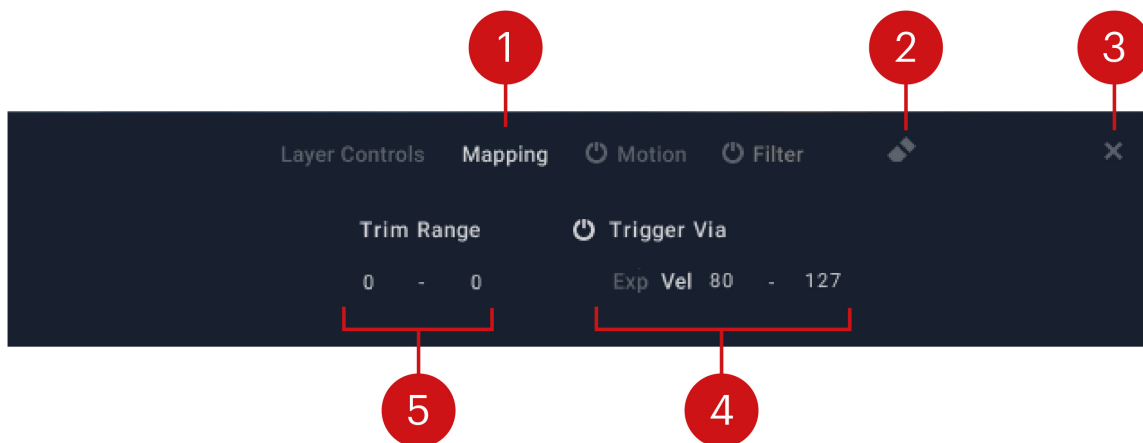 1 2 3
Layer Controls Mapping Motion Filter
Trim Range Trigger Via
0 - 0 Exp Vel 80 - 127
5 4